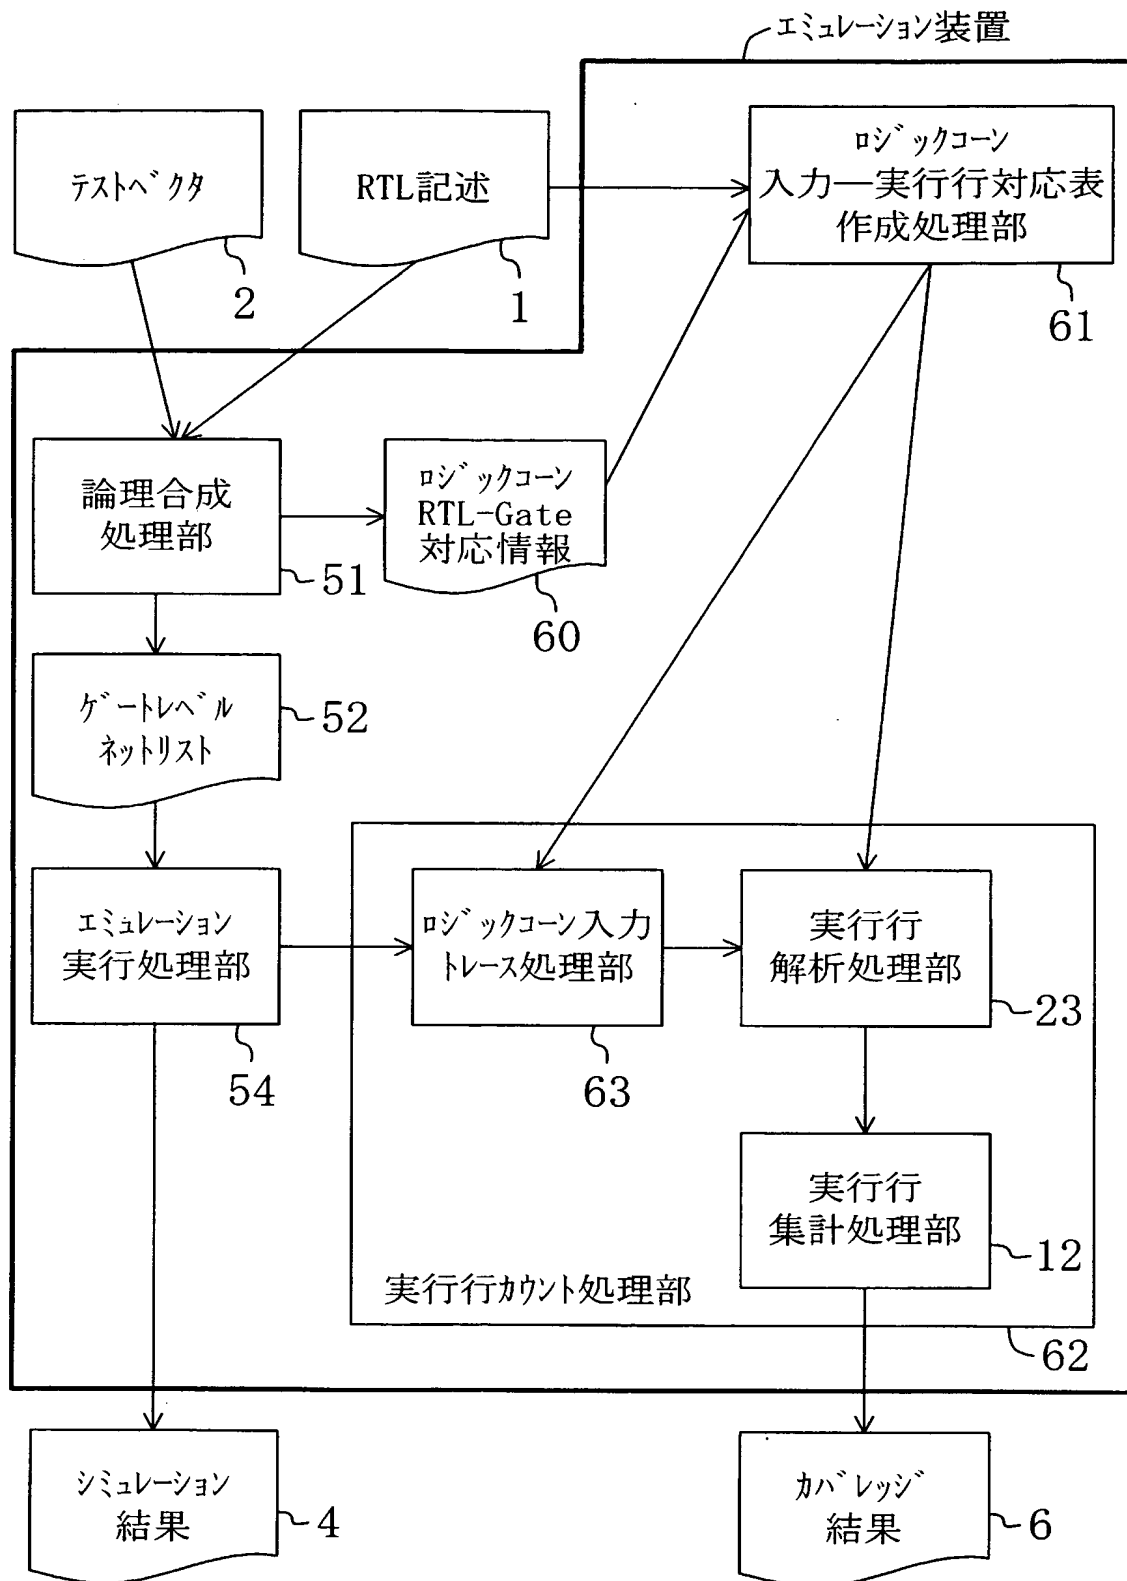 エミュレーション装置
テストベクタ
2
RTL記述
1
ロジックコーン
入力―実行行対応表
作成処理部
61
論理合成
処理部
51
ロジックコーン
RTL-Gate
対応情報
60
ゲートレベル
ネットリスト
52
エミュレーション
実行処理部
54
ロジックコーン入力
トレース処理部
63
実行行
解析処理部
23
実行行
集計処理部
12
実行行カウント処理部
62
シミュレーション
結果
4
カバレッジ
結果
6